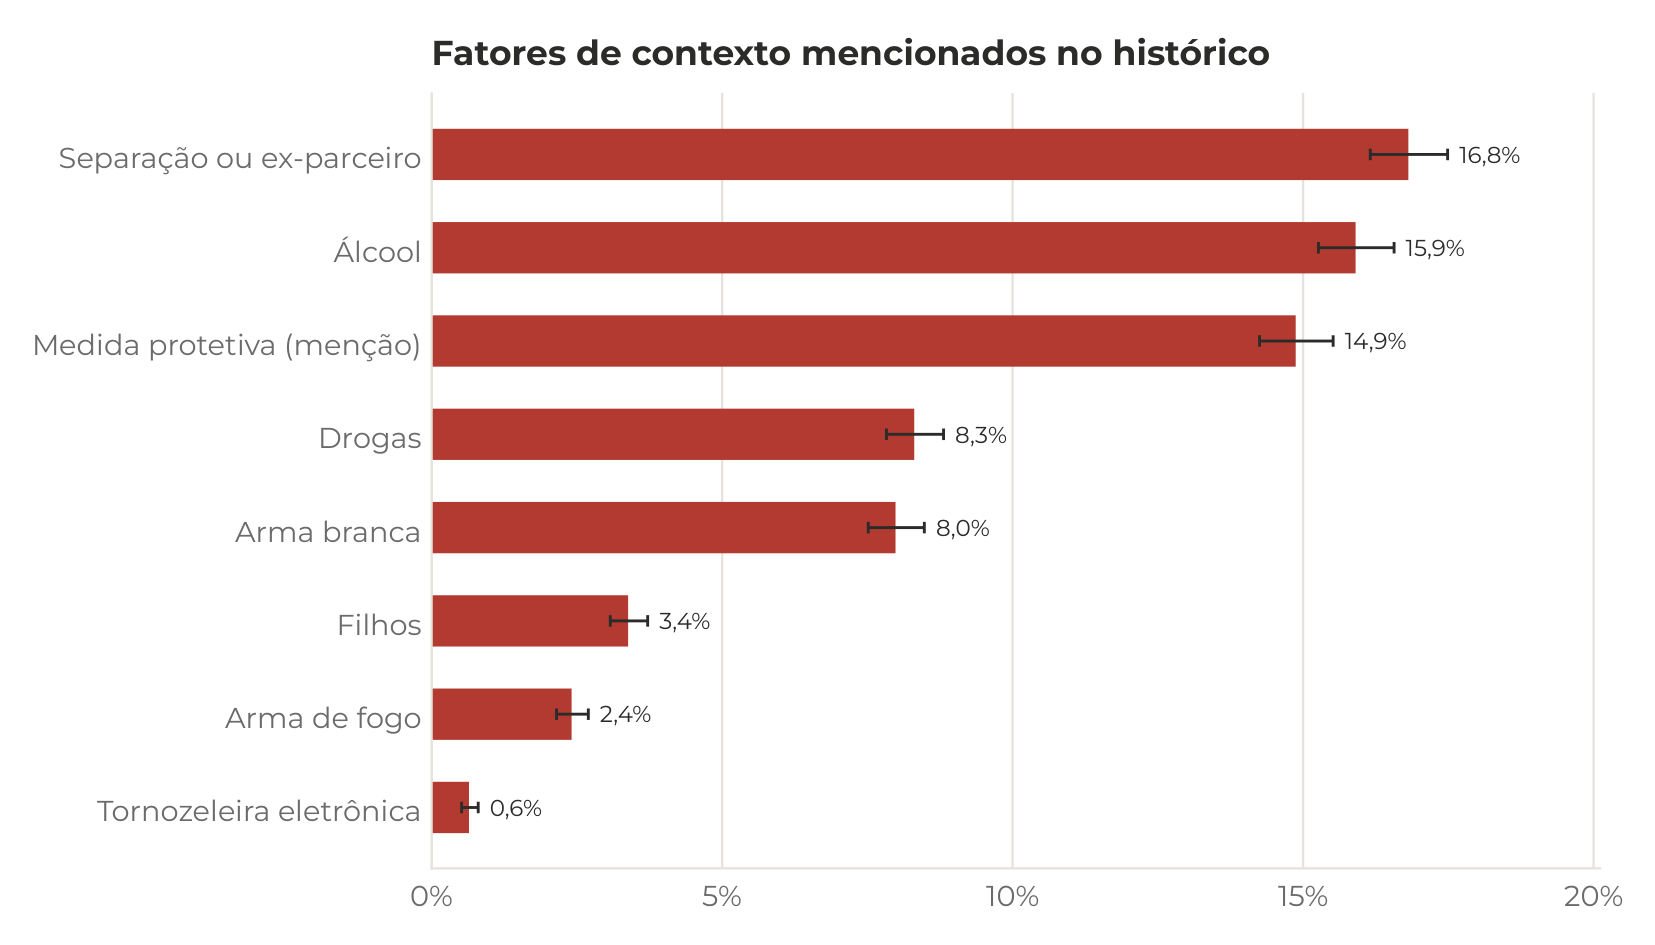 Fatores de contexto mencionados no histórico
Separação ou ex-parceiro 16,8%
Álcool 15,9%
Medida protetiva (menção) 14,9%
Drogas 8,3%
Arma branca 8,0%
Filhos 3,4%
Arma de fogo 2,4%
Tornozeleira eletrônica 0,6%
0% 5% 10% 15% 20%